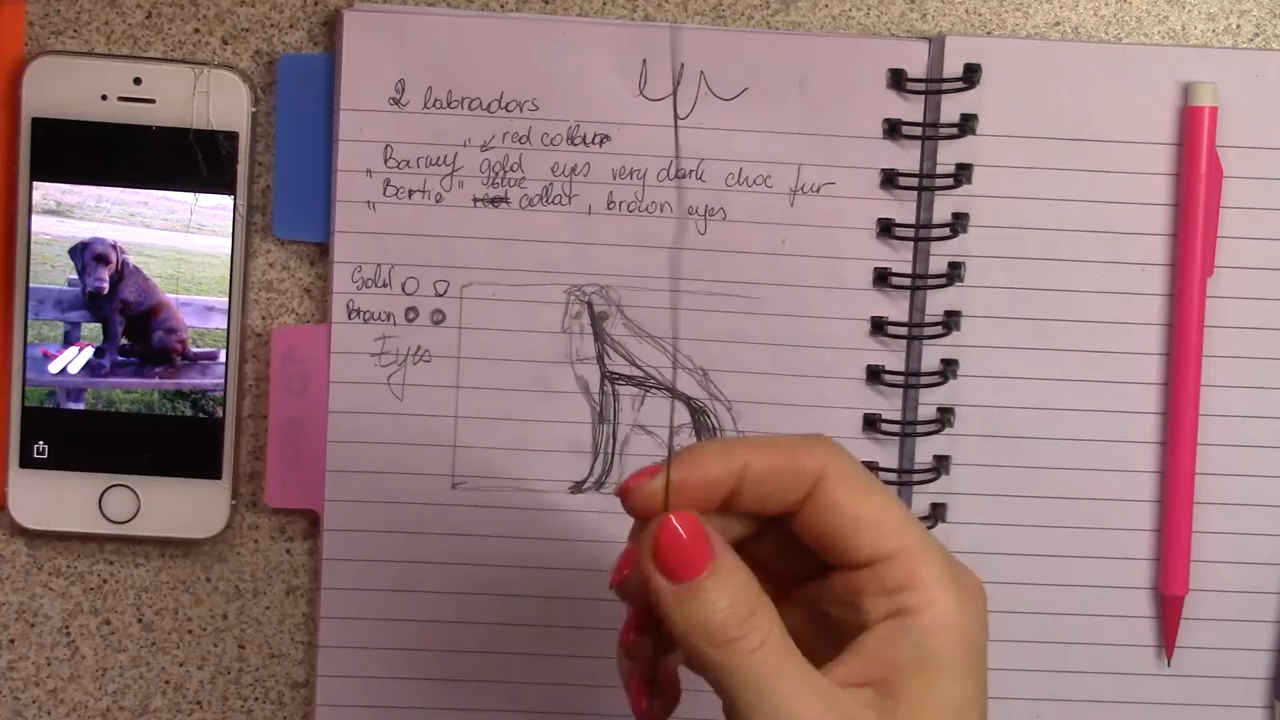 2 labradors
" red collar
"Barney" gold eyes very dark choc fur
blue
"Bertie" red collar, brown eyes
Gold
Brown
Eyes